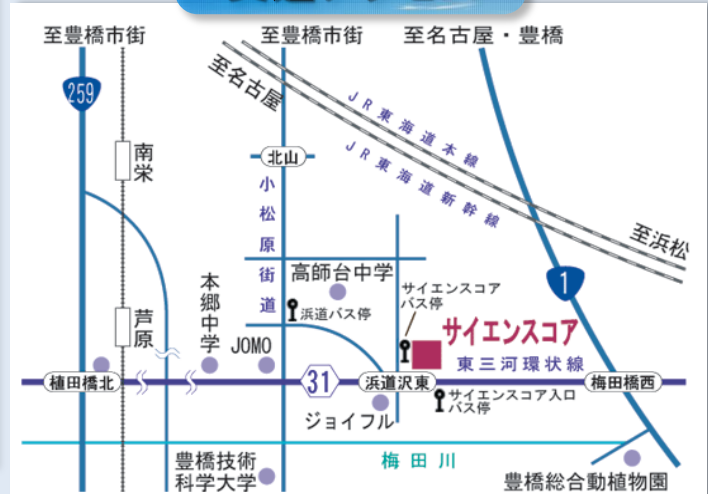 至豊橋市街
至豊橋市街
至名古屋・豊橋
至名古屋
259
JR東海道本線
JR東海道新幹線
南栄
北山
小松原街道
至浜松
高師台中学
サイエンスコア
バス停
1
本郷中学
浜道バス停
芦原
JOMO
サイエンスコア
東三河環状線
植田橋北
31
浜道沢東
梅田橋西
サイエンスコア入口
バス停
ジョイフル
豊橋技術
科学大学
梅田川
豊橋総合動植物園